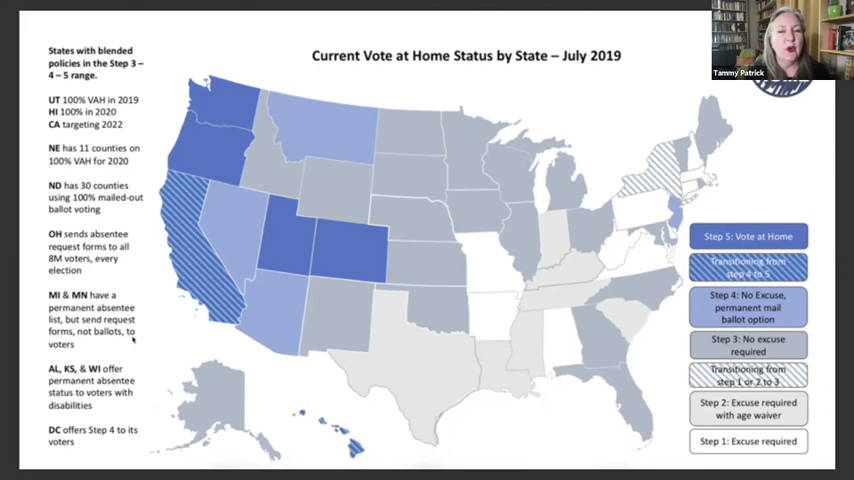 States with blended
policies in the Step 3 –
4 – 5 range.
UT 100% VAH in 2019
HI 100% in 2020
CA targeting 2022
NE has 11 counties on
100% VAH for 2020
ND has 30 counties
using 100% mailed-out
ballot voting
OH sends absentee
request forms to all
8M voters, every
election
MI & MN have a
permanent absentee
list, but send request
forms, not ballots, to
voters
AL, KS, & WI offer
permanent absentee
status to voters with
disabilities
DC offers Step 4 to its
voters
Current Vote at Home Status by State – July 2019
Tammy Patrick
Step 5: Vote at Home
Transitioning from
step 4 to 5
Step 4: No Excuse,
permanent mail
ballot option
Step 3: No excuse
required
Transitioning from
step 1 or 2 to 3
Step 2: Excuse required
with age waiver
Step 1: Excuse required